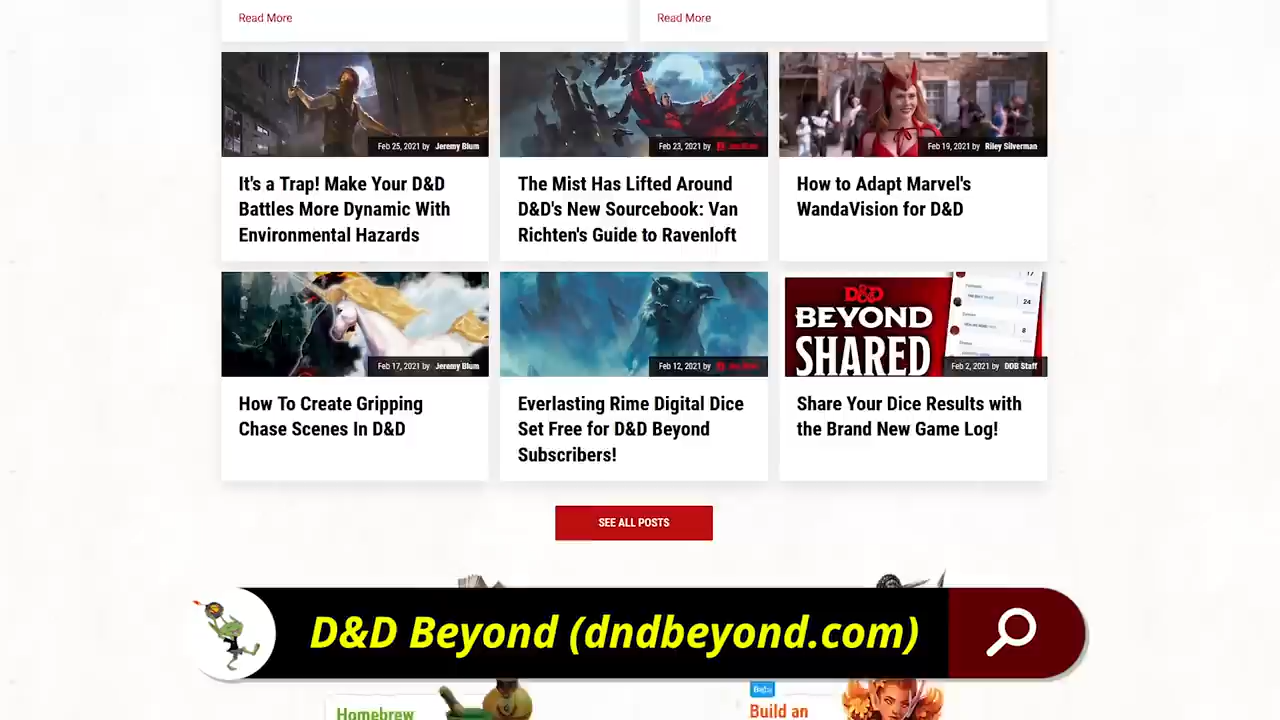 Read More
Read More
Feb 25, 2021 by Jeremy Blum
Feb 23, 2021 by
Feb 19, 2021 by Riley Silverman
It's a Trap! Make Your D&D
Battles More Dynamic With
Environmental Hazards
The Mist Has Lifted Around
D&D's New Sourcebook: Van
Richten's Guide to Ravenloft
How to Adapt Marvel's
WandaVision for D&D
D&D
BEYOND
SHARED
17
24
8
Feb 17, 2021 by Jeremy Blum
Feb 12, 2021 by
Feb 2, 2021 by DDB Staff
How To Create Gripping
Chase Scenes In D&D
Everlasting Rime Digital Dice
Set Free for D&D Beyond
Subscribers!
Share Your Dice Results with
the Brand New Game Log!
SEE ALL POSTS
D&D Beyond (dndbeyond.com)
Homebrew
Beta
Build an